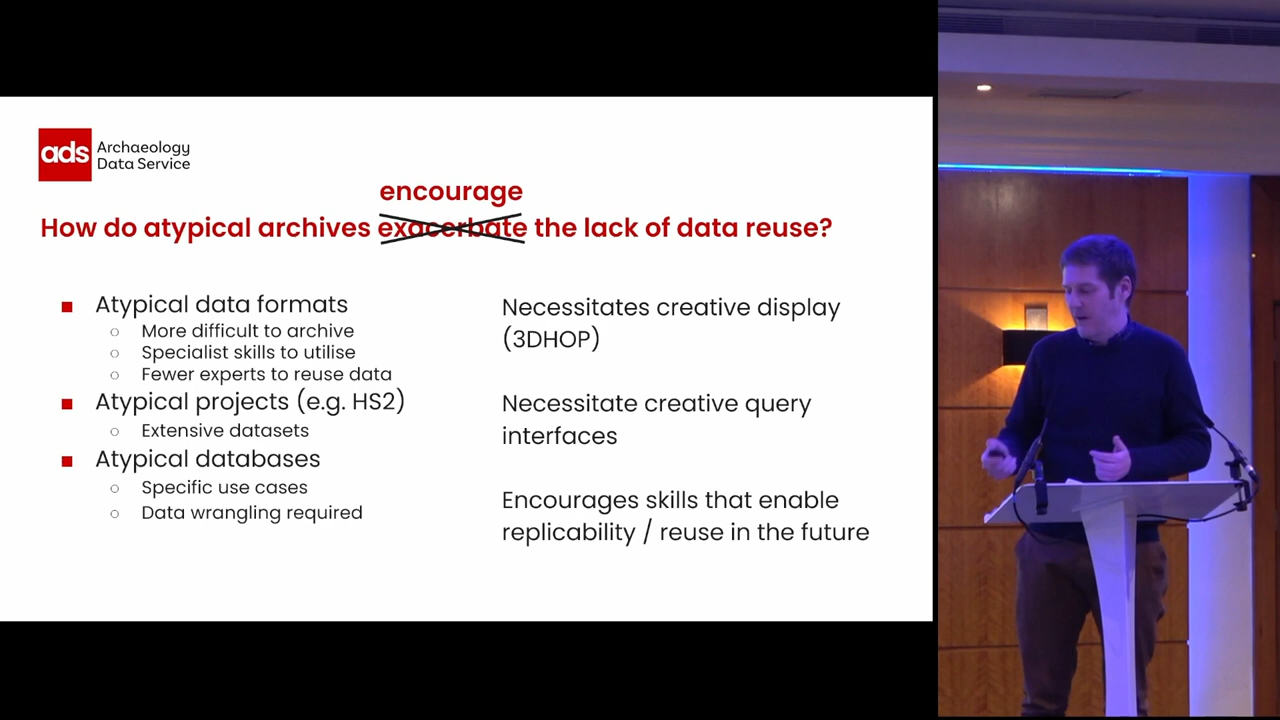 ads Archaeology
Data Service
encourage
How do atypical archives exacerbate the lack of data reuse?
Atypical data formats
More difficult to archive
Specialist skills to utilise
Fewer experts to reuse data
Atypical projects (e.g. HS2)
Extensive datasets
Atypical databases
Specific use cases
Data wrangling required
Necessitates creative display
(3DHOP)
Necessitate creative query
interfaces
Encourages skills that enable
replicability / reuse in the future